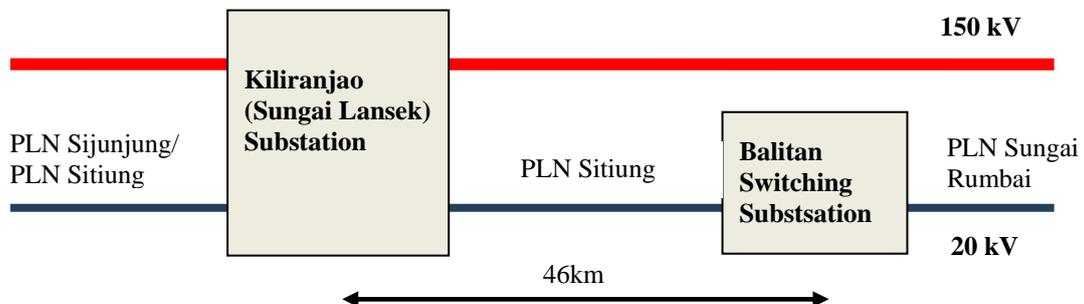 150 kV
Kiliranjao
(Sungai Lansek)
Substation
PLN Sijunjung/
PLN Sitiung
PLN Sitiung
Balitan
Switching
Substsation
PLN Sungai
Rumbai
20 kV
46km